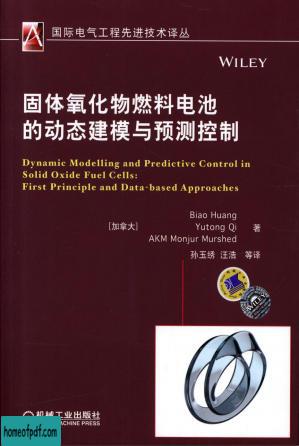 国际电气工程先进技术译丛
WILEY
固体氧化物燃料电池
的动态建模与预测控制
Dynamic Modelling and Predictive Control in
Solid Oxide Fuel Cells:
First Principle and Data-based Approaches
Biao Huang
[加拿大] Yutong Qi 著
AKM Monjur Murshed
孙玉绣 汪浩 等译
机械工业出版社
MACHINE PRESS
homeofpdf.com